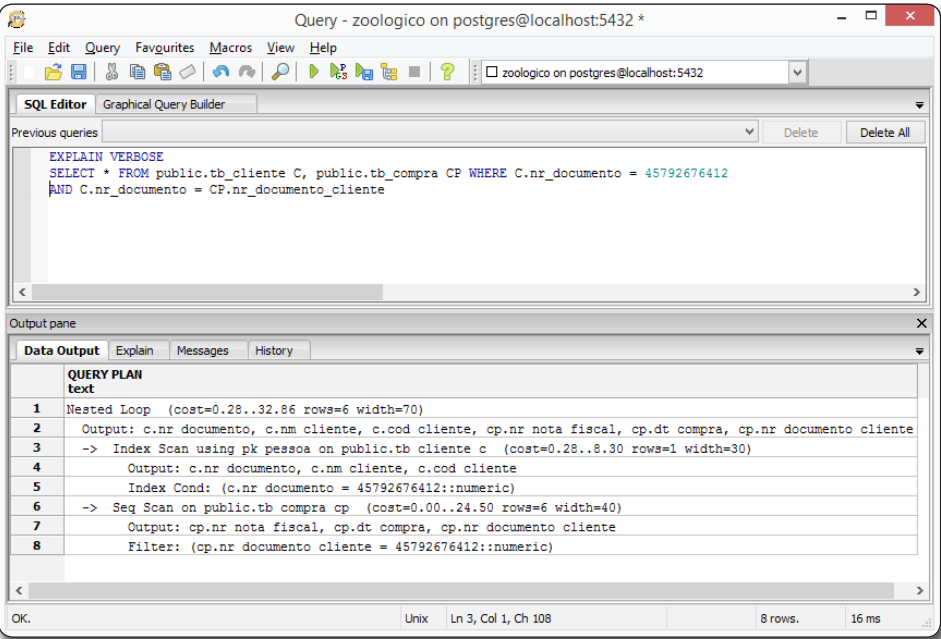 Query - zoologico on postgres@localhost:5432 *
File Edit Query Favourites Macros View Help
zoologico on postgres@localhost:5432
SQL Editor Graphical Query Builder
Previous queries Delete Delete All
EXPLAIN VERBOSE
SELECT * FROM public.tb_cliente C, public.tb_compra CP WHERE C.nr_documento = 45792676412
AND C.nr_documento = CP.nr_documento_cliente
Output pane
Data Output Explain Messages History
QUERY PLAN
text
1 Nested Loop (cost=0.28..32.86 rows=6 width=70)
2 Output: c.nr documento, c.nm cliente, c.cod cliente, cp.nr nota fiscal, cp.dt compra, cp.nr documento cliente
3 -> Index Scan using pk pessoa on public.tb cliente c (cost=0.28..8.30 rows=1 width=30)
4 Output: c.nr documento, c.nm cliente, c.cod cliente
5 Index Cond: (c.nr documento = 45792676412::numeric)
6 -> Seq Scan on public.tb compra cp (cost=0.00..24.50 rows=6 width=40)
7 Output: cp.nr nota fiscal, cp.dt compra, cp.nr documento cliente
8 Filter: (cp.nr documento cliente = 45792676412::numeric)
OK. Unix Ln 3, Col 1, Ch 108 8 rows. 16 ms